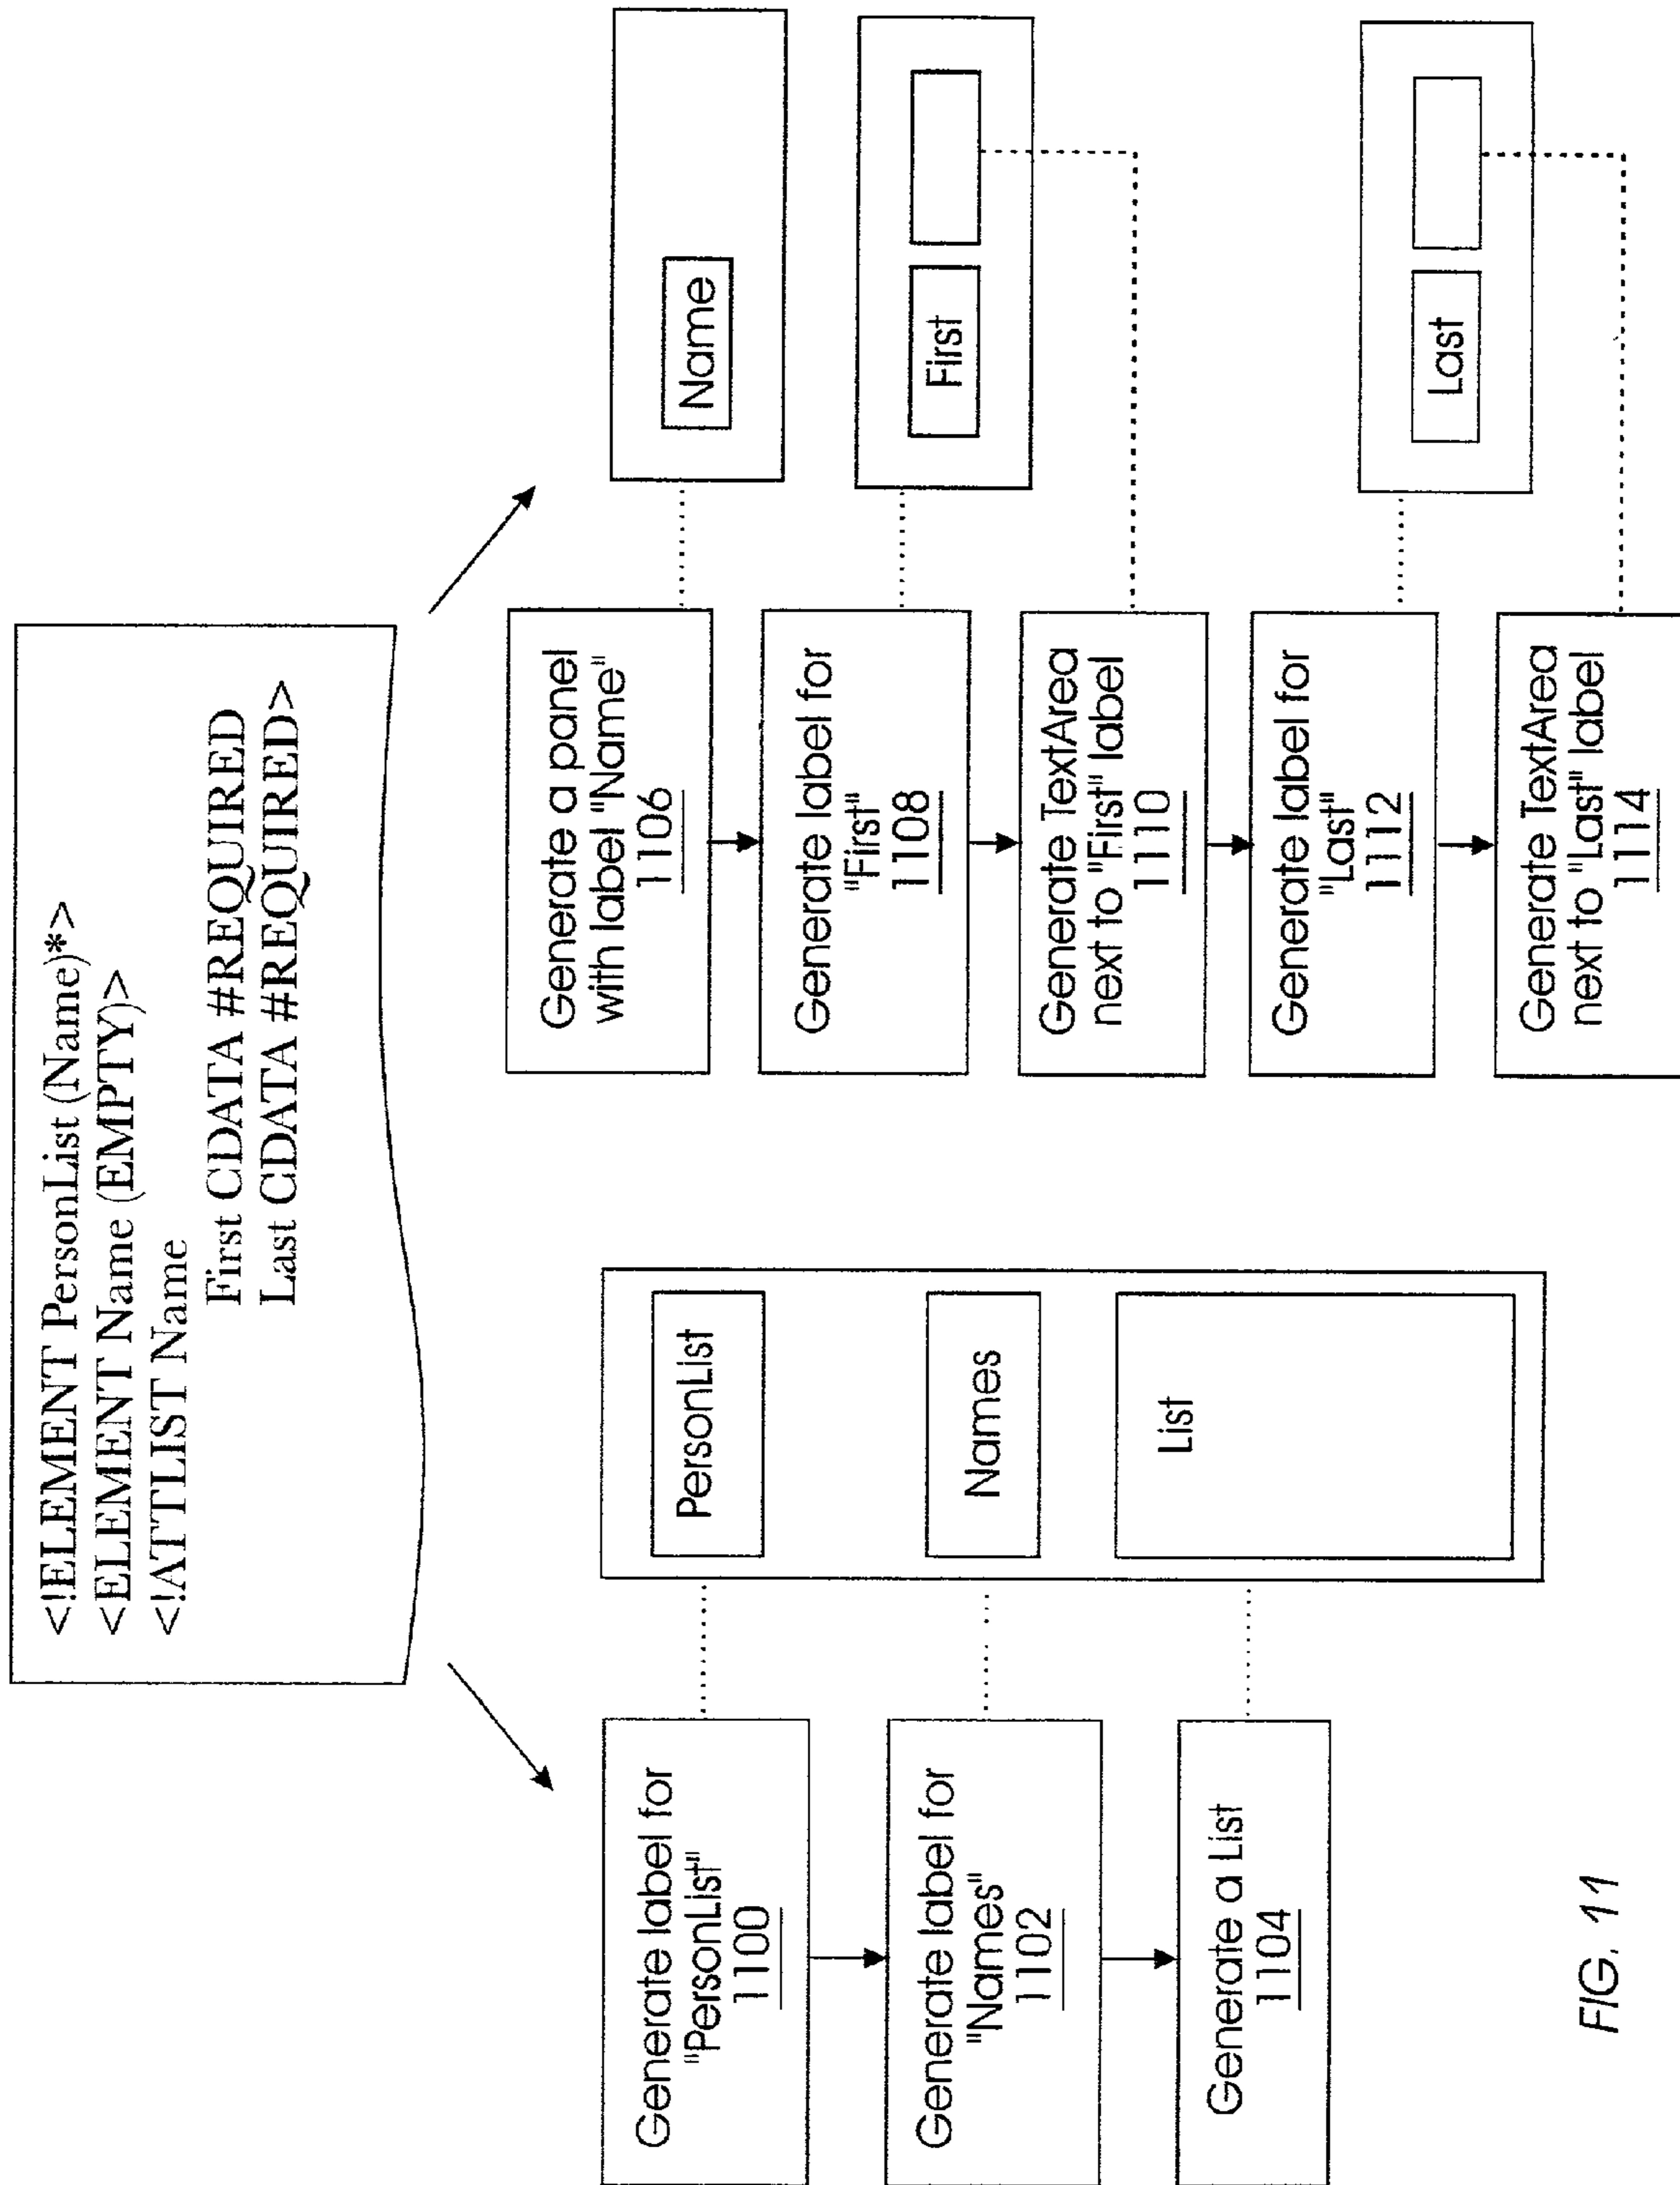 <!ELEMENT PersonList (Name)*>
<ELEMENT Name (EMPTY)>
<!ATTLIST Name
First CDATA #REQUIRED
Last CDATA #REQUIRED>
Generate label for
"PersonList"
1100
Generate label for
"Names"
1102
Generate a List
1104
PersonList
Names
List
Generate a panel
with label "Name"
1106
Generate label for
"First"
1108
Generate TextArea
next to "First" label
1110
Generate label for
"Last"
1112
Generate TextArea
next to "Last" label
1114
Name
First
Last
FIG. 11